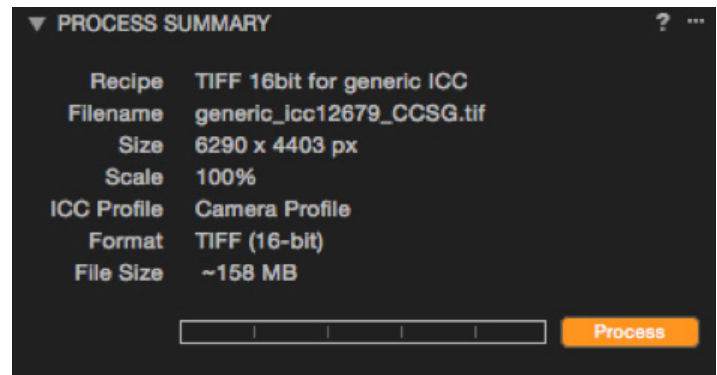 PROCESS SUMMARY ? ...
Recipe TIFF 16bit for generic ICC
Filename generic_icc12679_CCSG.tif
Size 6290 x 4403 px
Scale 100%
ICC Profile Camera Profile
Format TIFF (16-bit)
File Size ~158 MB
Process